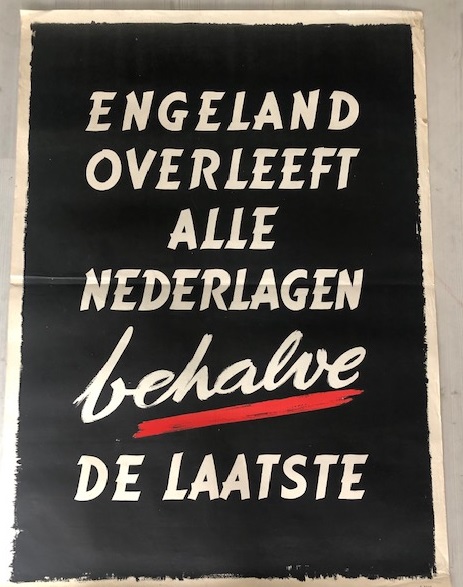 ENGELAND
OVERLEEFT
ALLE
NEDERLAGEN
behalve
DE LAATSTE